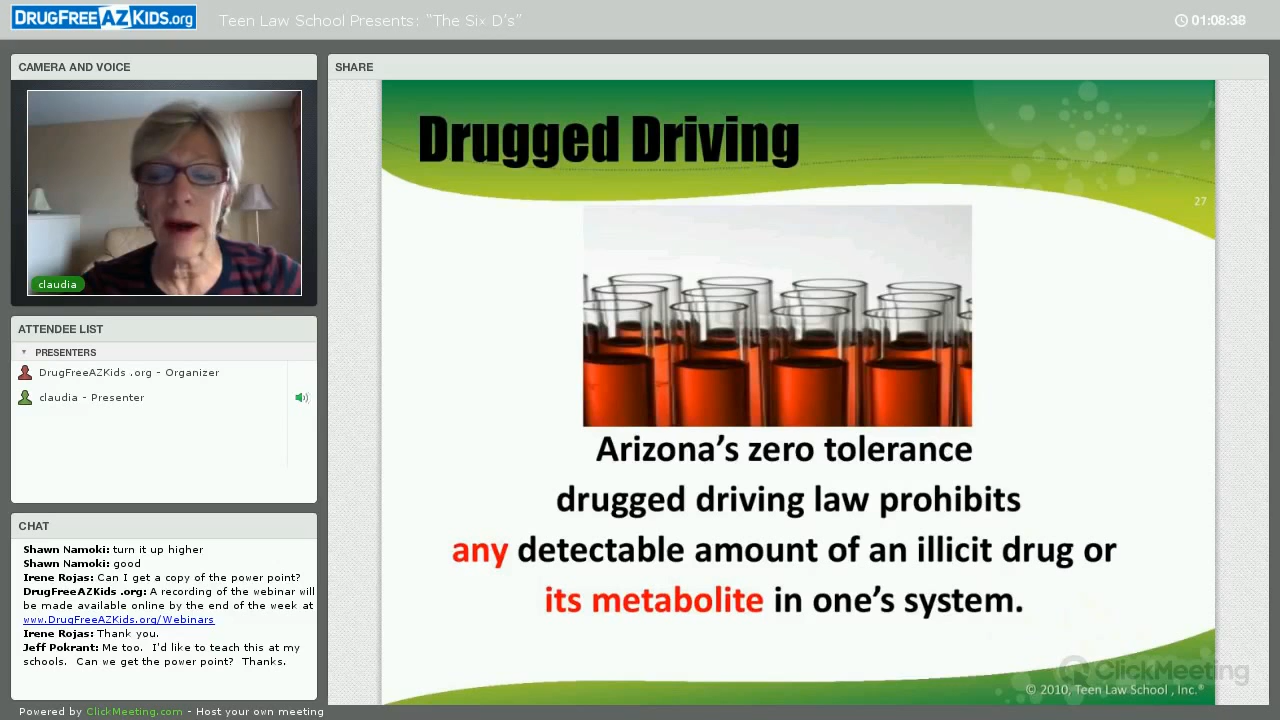 DRUGFREEAZKIDS.org
Teen Law School Presents: "The Six D's"
01:08:38
CAMERA AND VOICE
claudia
ATTENDEE LIST
PRESENTERS
DrugFreeAZKids .org - Organizer
claudia - Presenter
CHAT
Shawn Namoki: turn it up higher
Shawn Namoki: good
Irene Rojas: Can I get a copy of the power point?
DrugFreeAZKids .org: A recording of the webinar will
be made available online by the end of the week at
www.DrugFreeAZKids.org/Webinars
Irene Rojas: Thank you.
Jeff Pokrant: Me too. I'd like to teach this at my
schools. Can we get the power point? Thanks.
Powered by ClickMeeting.com - Host your own meeting
SHARE
Drugged Driving
27
Arizona's zero tolerance
drugged driving law prohibits
any detectable amount of an illicit drug or
its metabolite in one's system.
ClickMeeting
© 2010, Teen Law School , Inc.®